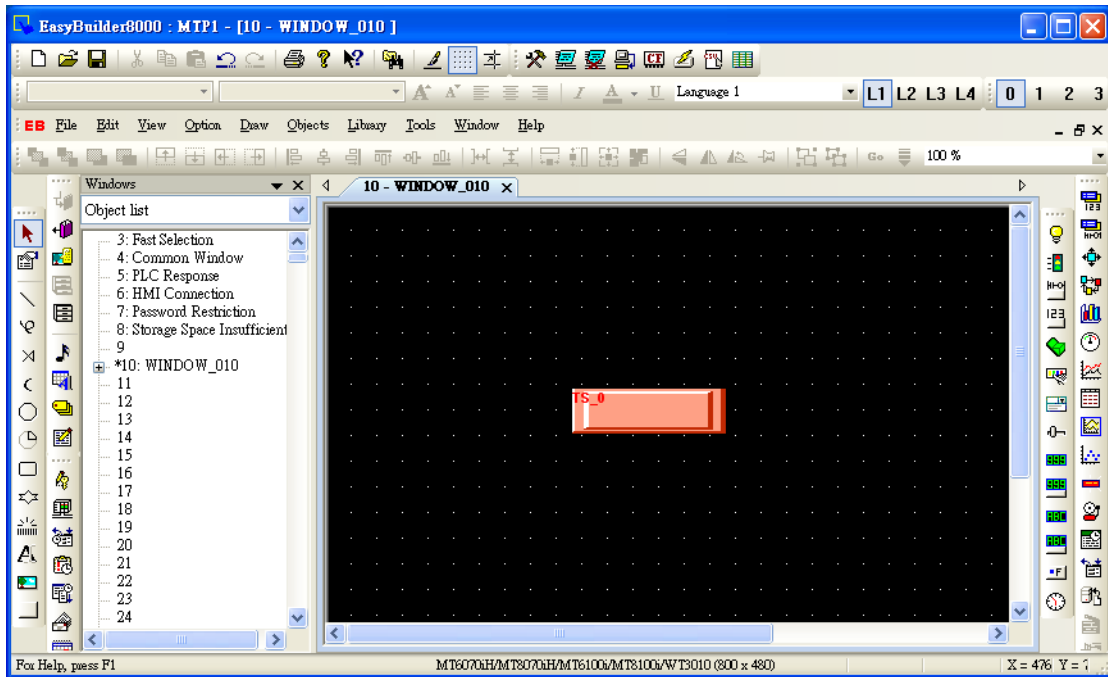 EasyBuilder8000 : MTP1 - [10 - WINDOW_010 ]
Language 1 L1 L2 L3 L4 0 1 2 3
EB File Edit View Option Draw Objects Library Tools Window Help
Go 100 %
Windows
10 - WINDOW_010
Object list
3: Fast Selection
4: Common Window
5: PLC Response
6: HMI Connection
7: Password Restriction
8: Storage Space Insufficient
9
*10: WINDOW_010
11
12
13
14
15
16
17
18
19
20
21
22
23
24
TS_0
For Help, press F1
MT6070iH/MT8070iH/MT6100i/MT8100i/WT3010 (800 x 480)
X = 476 Y = ?